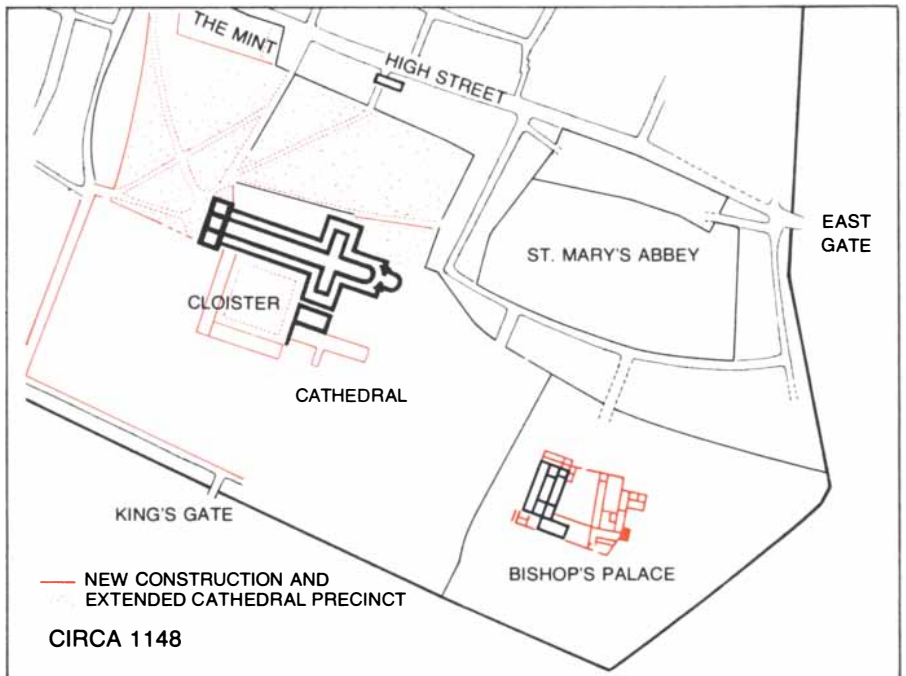 THE MINT
HIGH STREET
EAST
GATE
ST. MARY'S ABBEY
CLOISTER
CATHEDRAL
KING'S GATE
BISHOP'S PALACE
NEW CONSTRUCTION AND
EXTENDED CATHEDRAL PRECINCT
CIRCA 1148